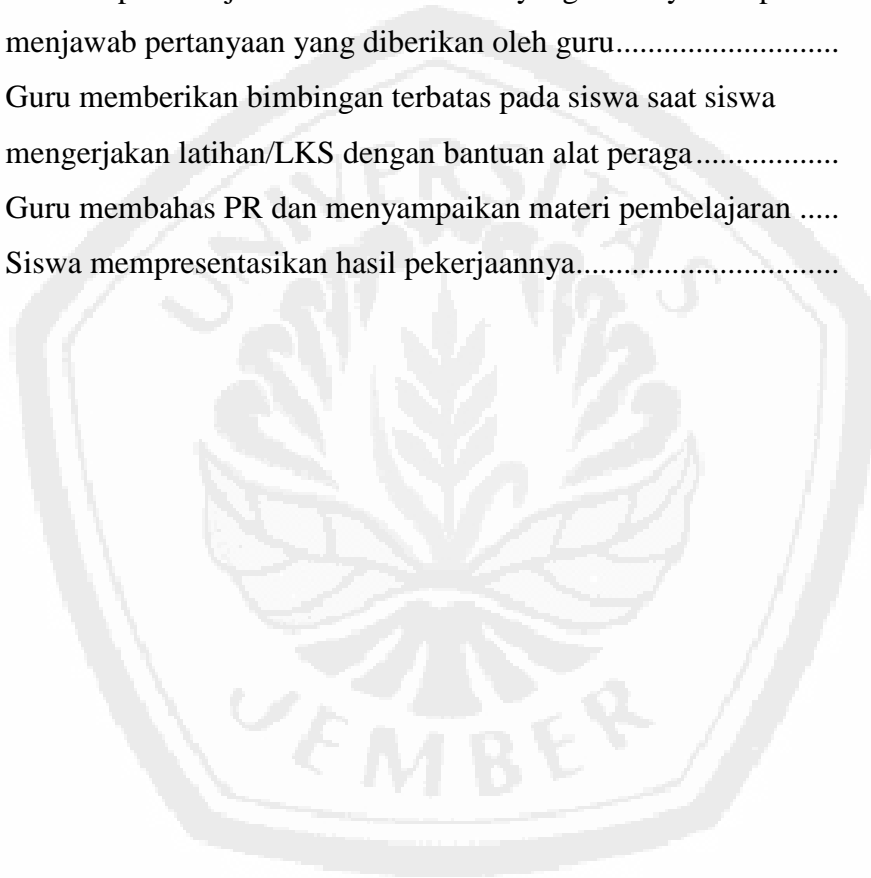 menjawab pertanyaan yang diberikan oleh guru...........................
Guru memberikan bimbingan terbatas pada siswa saat siswa
mengerjakan latihan/LKS dengan bantuan alat peraga..................
Guru membahas PR dan menyampaikan materi pembelajaran .....
Siswa mempresentasikan hasil pekerjaannya...............................
UNIVERSITAS
JEMBER